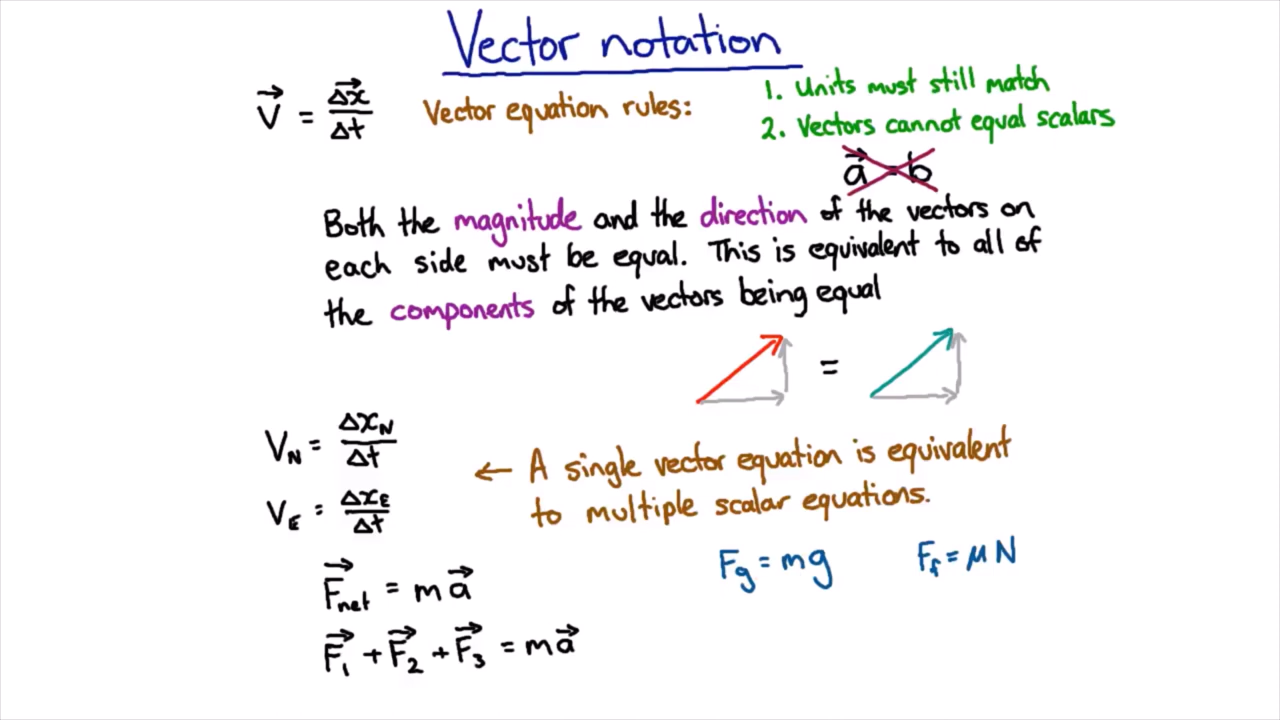 Vector notation
V⃗ = Δx⃗/Δt
Vector equation rules:
1. Units must still match
2. Vectors cannot equal scalars
a⃗ = b
Both the magnitude and the direction of the vectors on
each side must be equal. This is equivalent to all of
the components of the vectors being equal
=
V_N = Δx_N/Δt
V_E = Δx_E/Δt
← A single vector equation is equivalent
to multiple scalar equations.
F_g = mg
F_f = μN
F⃗_net = ma⃗
F⃗_1 + F⃗_2 + F⃗_3 = ma⃗